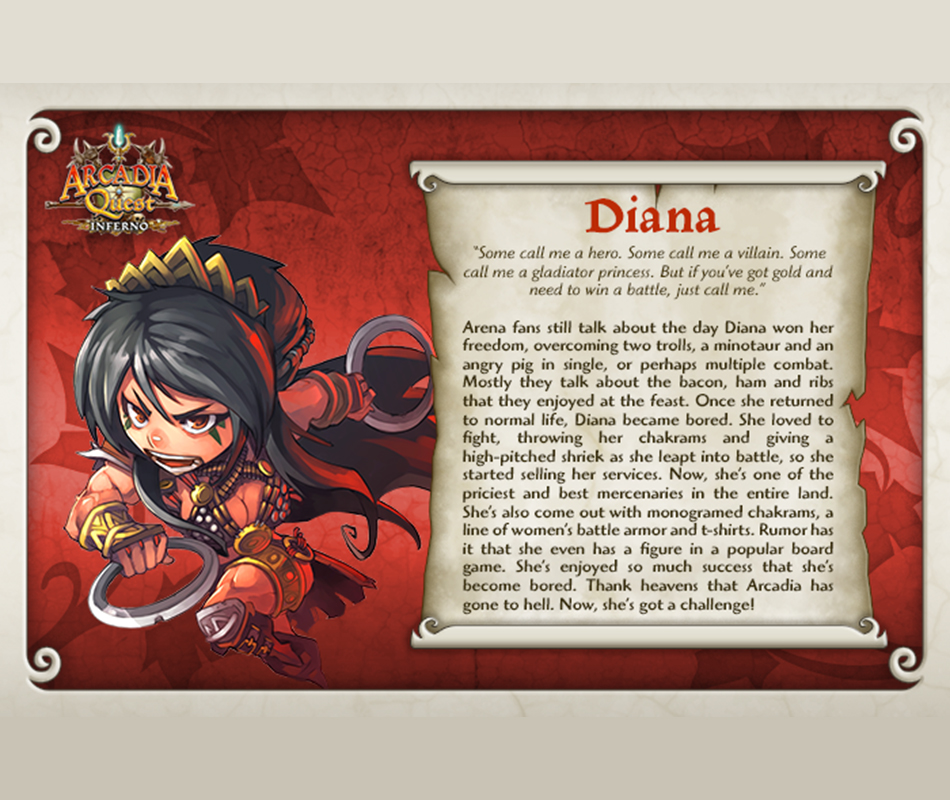 ARCADIA
Quest
INFERNO
Diana
"Some call me a hero. Some call me a villain. Some
call me a gladiator princess. But if you've got gold and
need to win a battle, just call me."
Arena fans still talk about the day Diana won her
freedom, overcoming two trolls, a minotaur and an
angry pig in single, or perhaps multiple combat.
Mostly they talk about the bacon, ham and ribs
that they enjoyed at the feast. Once she returned
to normal life, Diana became bored. She loved to
fight, throwing her chakrams and giving a
high-pitched shriek as she leapt into battle, so she
started selling her services. Now, she's one of the
priciest and best mercenaries in the entire land.
She's also come out with monogramed chakrams, a
line of women's battle armor and t-shirts. Rumor has
it that she even has a figure in a popular board
game. She's enjoyed so much success that she's
become bored. Thank heavens that Arcadia has
gone to hell. Now, she's got a challenge!